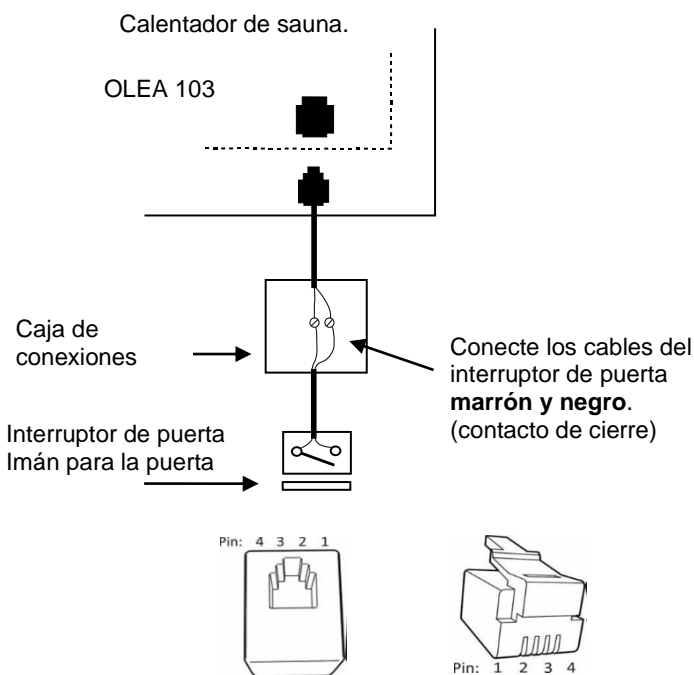 Calentador de sauna.
OLEA 103
Caja de
conexiones
Conecte los cables del
interruptor de puerta
marrón y negro.
(contacto de cierre)
Interruptor de puerta
Imán para la puerta
Pin: 4 3 2 1
Pin: 1 2 3 4